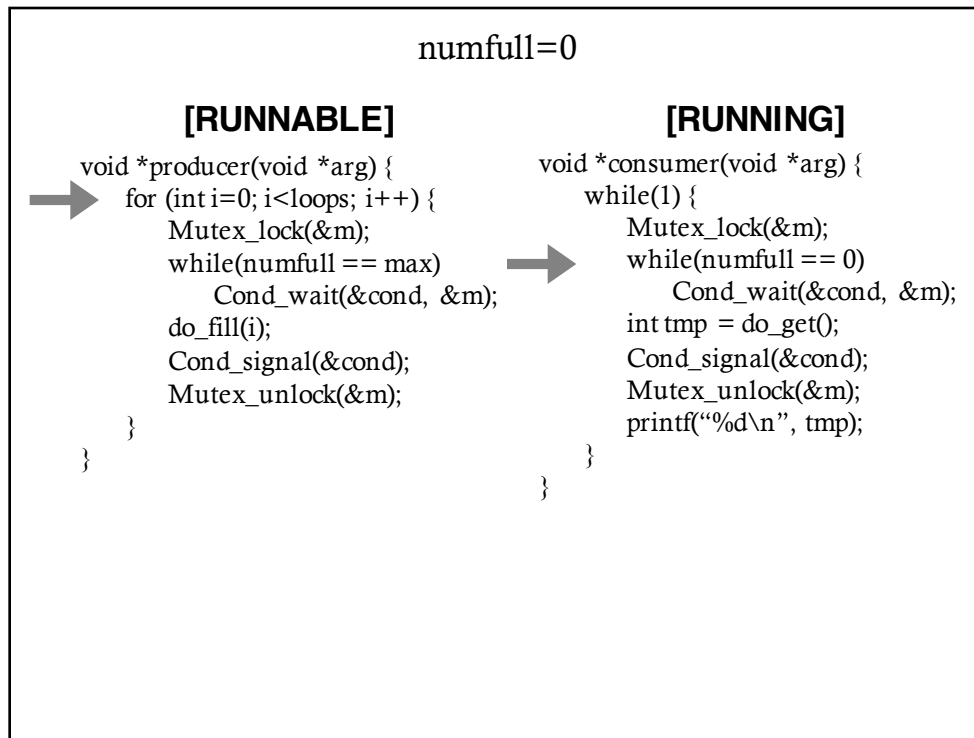 numfull=0
[RUNNABLE]
void *producer(void *arg) {
for (int i=0; i<loops; i++) {
Mutex_lock(&m);
while(numfull == max)
Cond_wait(&cond, &m);
do_fill(i);
Cond_signal(&cond);
Mutex_unlock(&m);
}
}
[RUNNING]
void *consumer(void *arg) {
while(1) {
Mutex_lock(&m);
while(numfull == 0)
Cond_wait(&cond, &m);
int tmp = do_get();
Cond_signal(&cond);
Mutex_unlock(&m);
printf(“%d\n”, tmp);
}
}